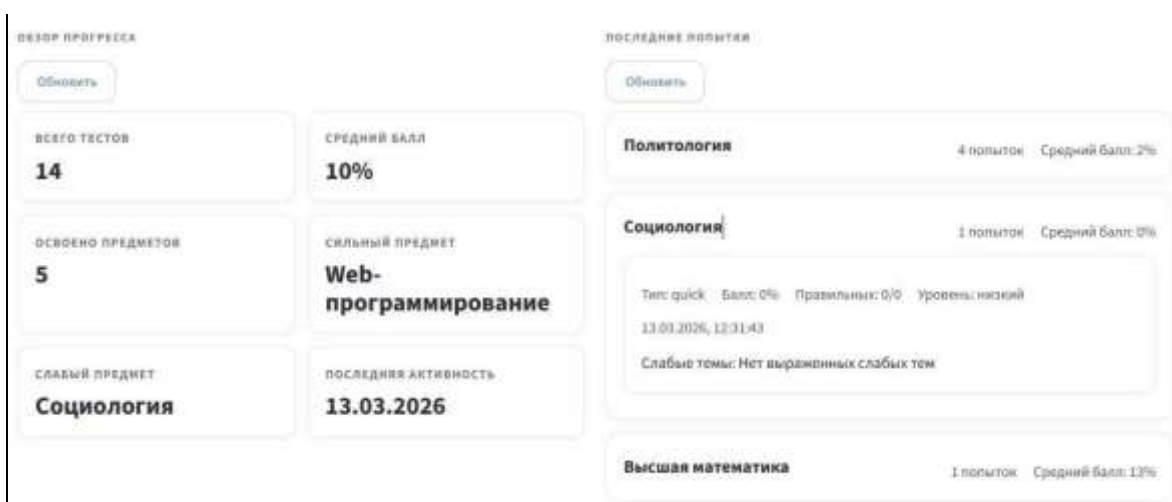 ОБЗОР ПРОГРЕССА
Обновить
ВСЕГО ТЕСТОВ
14
СРЕДНИЙ БАЛЛ
10%
ОСВОЕНО ПРЕДМЕТОВ
5
СИЛЬНЫЙ ПРЕДМЕТ
Web-
программирование
СЛАБЫЙ ПРЕДМЕТ
Социология
ПОСЛЕДНЯЯ АКТИВНОСТЬ
13.03.2026
ПОСЛЕДНИЕ ПОПЫТКИ
Обновить
Политология
4 попыток Средний балл: 2%
Социология
1 попыток Средний балл: 0%
Тип: quick Балл: 0% Правильных: 0/0 Уровень: низкий
13.03.2026, 12:31:43
Слабые темы: Нет выраженных слабых тем
Высшая математика
1 попыток Средний балл: 13%